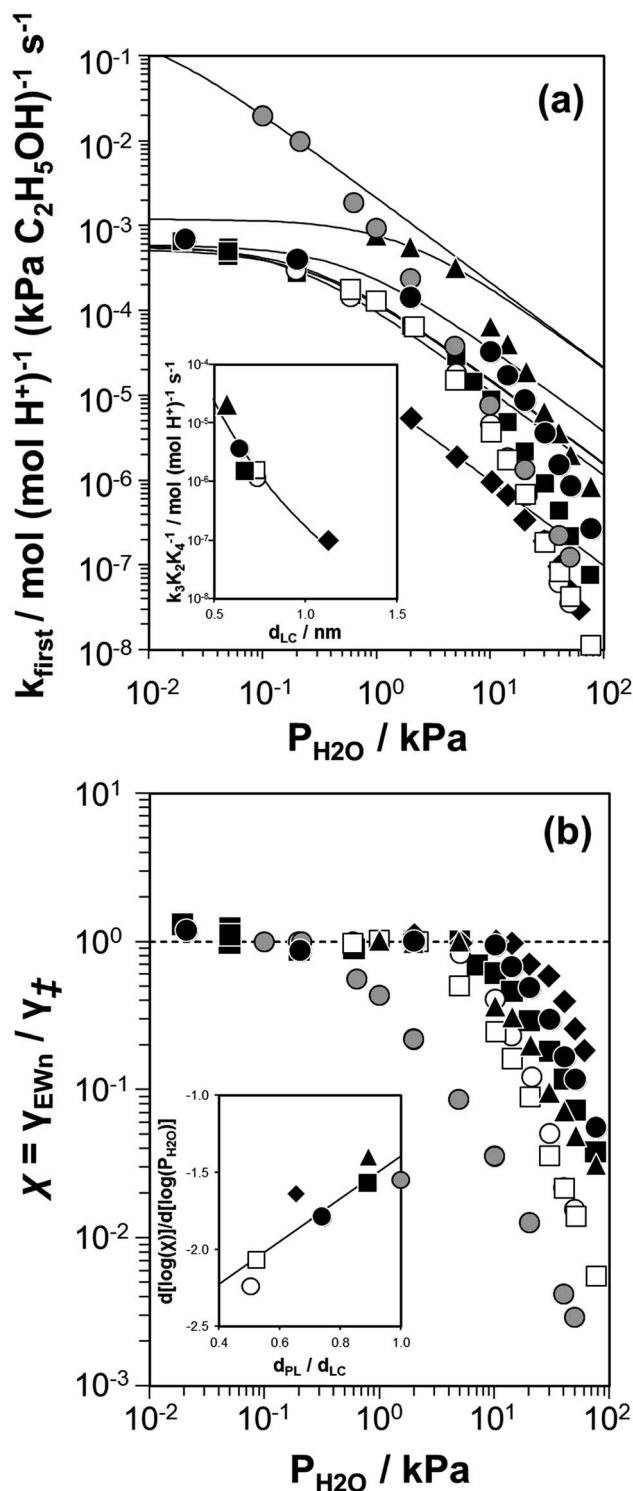 (a)
k_first / mol (mol H⁺)⁻¹ (kPa C₂H₅OH)⁻¹ s⁻¹
10⁻¹
10⁻²
10⁻³
10⁻⁴
10⁻⁵
10⁻⁶
10⁻⁷
10⁻⁸
k₃K₂K₄⁻¹ / mol (mol H⁺)⁻¹ s⁻¹
10⁻⁴
10⁻⁵
10⁻⁶
10⁻⁷
10⁻⁸
0.5 1.0 1.5
d_LC / nm
10⁻² 10⁻¹ 10⁰ 10¹ 10²
P_H2O / kPa
(b)
X = γ_EWn / γ_‡
10¹
10⁰
10⁻¹
10⁻²
10⁻³
d[log(χ)]/d[log(P_H2O)]
-1.0
-1.5
-2.0
-2.5
0.4 0.6 0.8 1.0
d_PL / d_LC
10⁻² 10⁻¹ 10⁰ 10¹ 10²
P_H2O / kPa